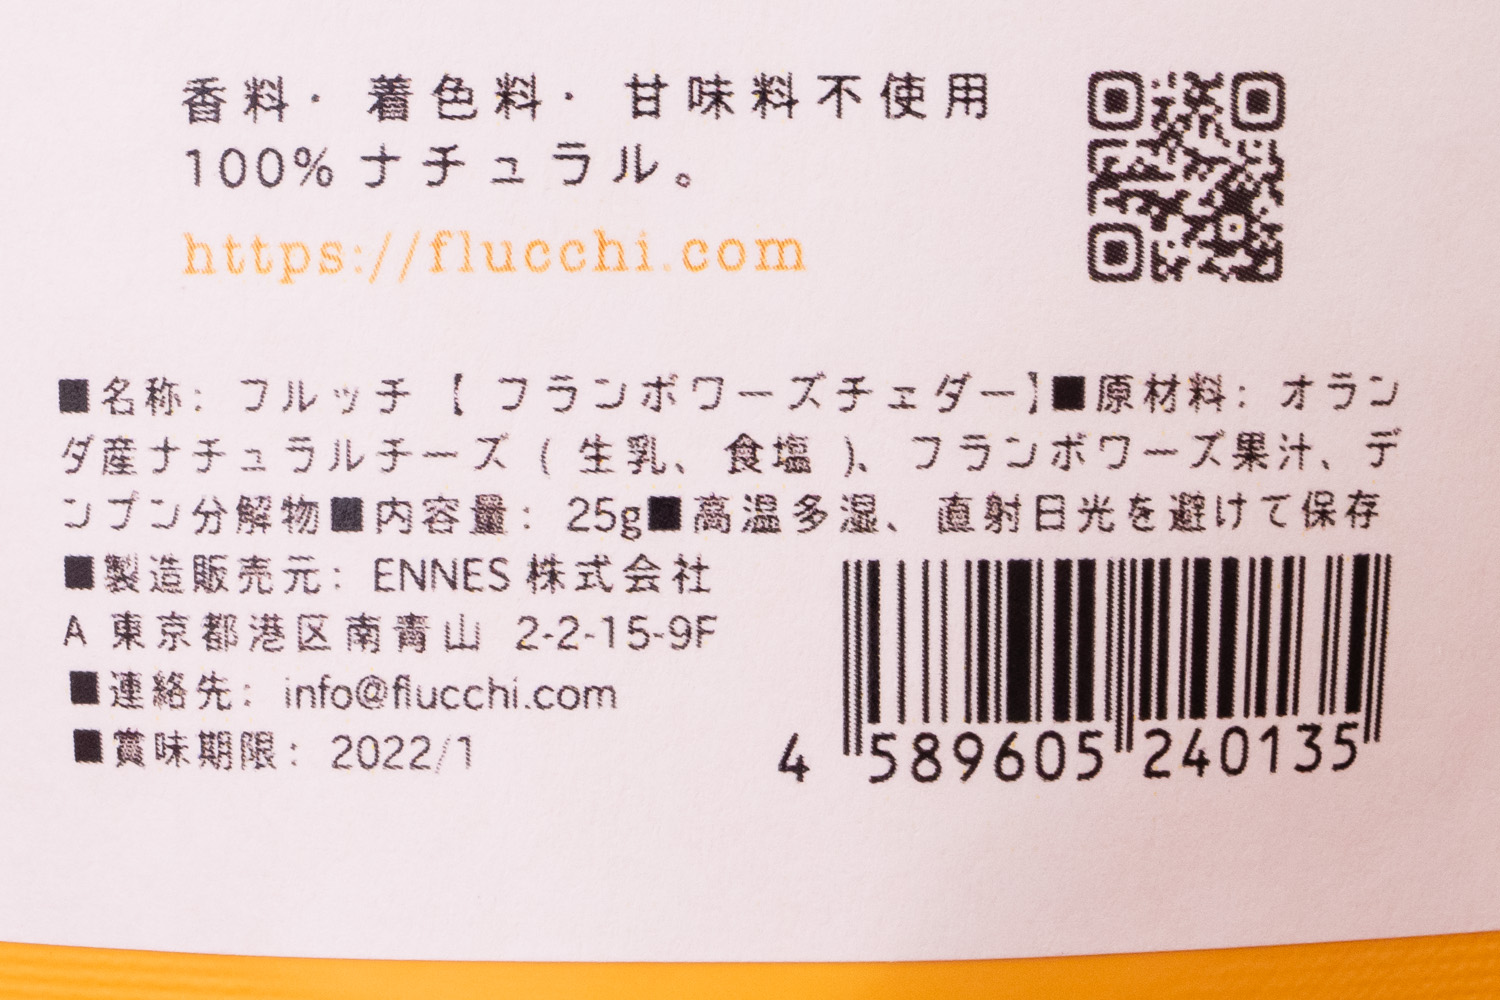 香料・着色料・甘味料不使用
100%ナチュラル。
https://flucchi.com
■名称：フルッチ【フランボワーズチェダー】■原材料：オラン
ダ産ナチュラルチーズ(生乳、食塩)、フランボワーズ果汁、デ
ンプン分解物■内容量：25g■高温多湿、直射日光を避けて保存
■製造販売元：ENNES株式会社
A 東京都港区南青山 2-2-15-9F
■連絡先：info@flucchi.com
■賞味期限：2022/1
4 589605 240135